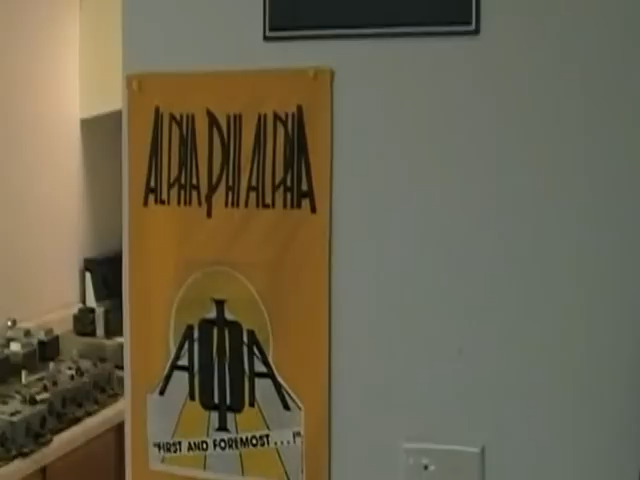 ALPHA PHI ALPHA
ΑΦΑ
"FIRST AND FOREMOST . . . !"